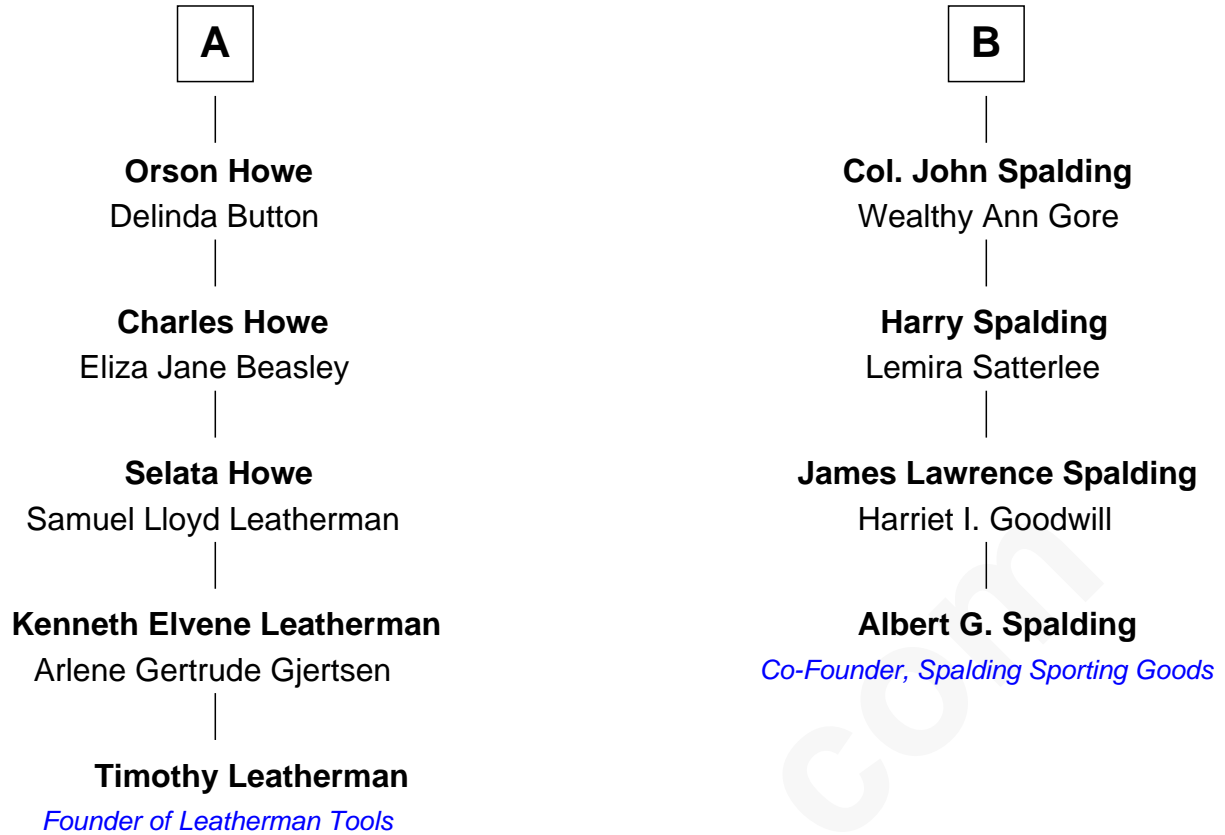 A
Orson Howe
Delinda Button
Charles Howe
Eliza Jane Beasley
Selata Howe
Samuel Lloyd Leatherman
Kenneth Elvene Leatherman
Arlene Gertrude Gjertsen
Timothy Leatherman
Founder of Leatherman Tools
B
Col. John Spalding
Wealthy Ann Gore
Harry Spalding
Lemira Satterlee
James Lawrence Spalding
Harriet I. Goodwill
Albert G. Spalding
Co-Founder, Spalding Sporting Goods
com